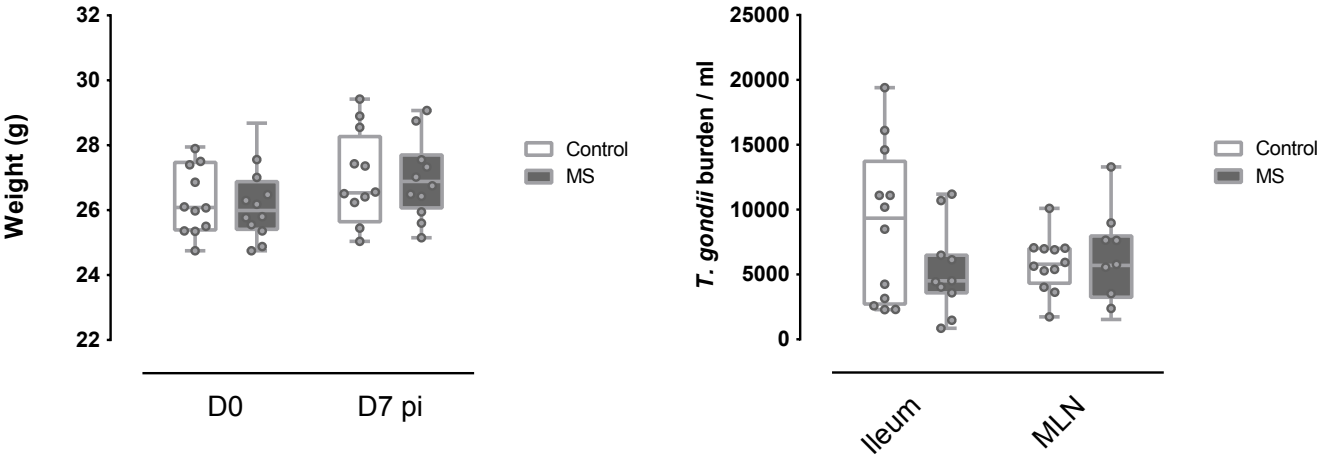 Weight (g)
32
30
28
26
24
22
D0
D7 pi
Control
MS
T. gondii burden / ml
25000
20000
15000
10000
5000
0
Ileum
MLN
Control
MS